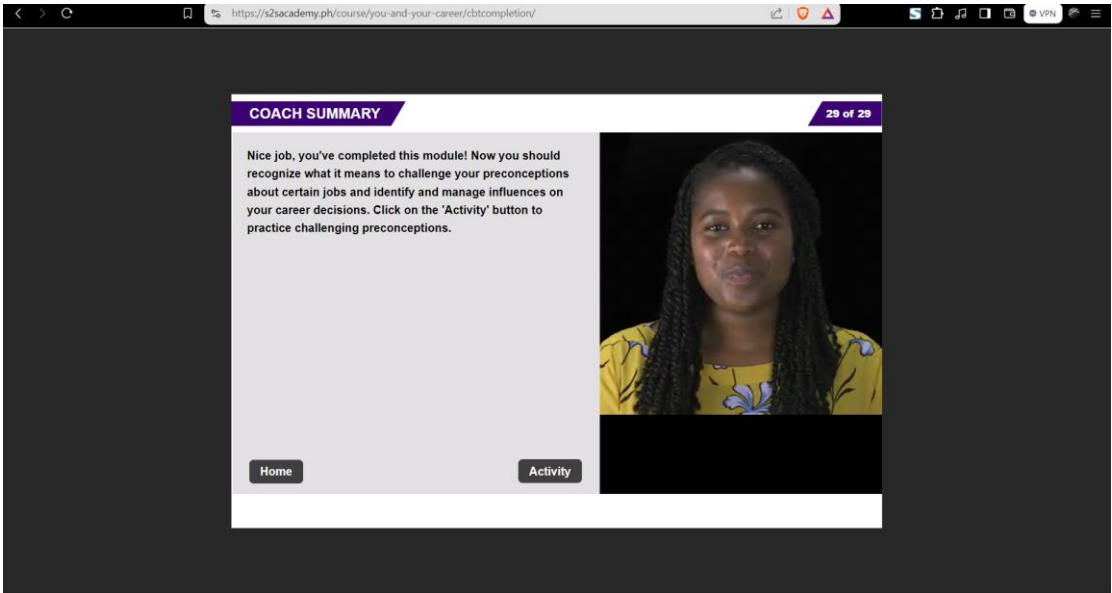 https://s2sacademy.ph/course/you-and-your-career/cbtcompletion/
VPN
COACH SUMMARY
29 of 29
Nice job, you've completed this module! Now you should
recognize what it means to challenge your preconceptions
about certain jobs and identify and manage influences on
your career decisions. Click on the 'Activity' button to
practice challenging preconceptions.
Home
Activity